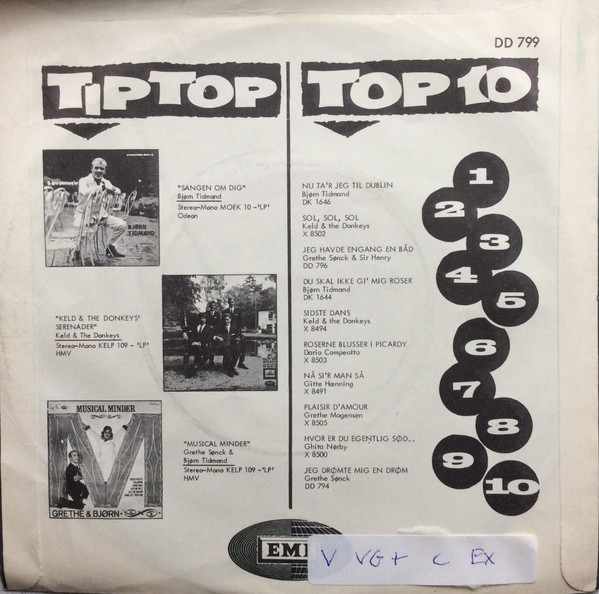 DD 799
TIP TOP
BJØRN
TIDMAND
"SANGEN OM DIG"
Bjørn Tidmand
Stereo-Mono MOEK 10 -'LP'
Odeon
"KELD & THE DONKEYS'
SERENADER"
Keld & The Donkeys
Stereo-Mono KELP 109 - 'LP'
HMV
MUSICAL MINDER
M
GRETHE & BJØRN
"MUSICAL MINDER"
Grethe Sønck &
Bjørn Tidmand
Stereo-Mono KELP 109 -'LP'
HMV
TOP 10
NU TA'R JEG TIL DUBLIN
Bjørn Tidmand
DK 1646
SOL, SOL, SOL
Keld & the Donkeys
X 8502
JEG HAVDE ENGANG EN BÅD
Grethe Sønck & Sir Henry
DD 796
DU SKAL IKKE GI' MIG ROSER
Bjørn Tidmand
DK 1644
SIDSTE DANS
Keld & the Donkeys
X 8494
ROSERNE BLUSSER I PICARDY
Dario Campeotto
X 8503
NÅ SI'R MAN SÅ
Gitte Hænning
X 8491
PLAISIR D'AMOUR
Grethe Mogensen
X 8505
HVOR ER DU EGENTLIG SØD..
Ghita Nørby
X 8500
JEG DRØMTE MIG EN DRØM
Grethe Sønck
DD 794
1
2
3
4
5
6
7
8
9
10
EMI
V VG+ C EX